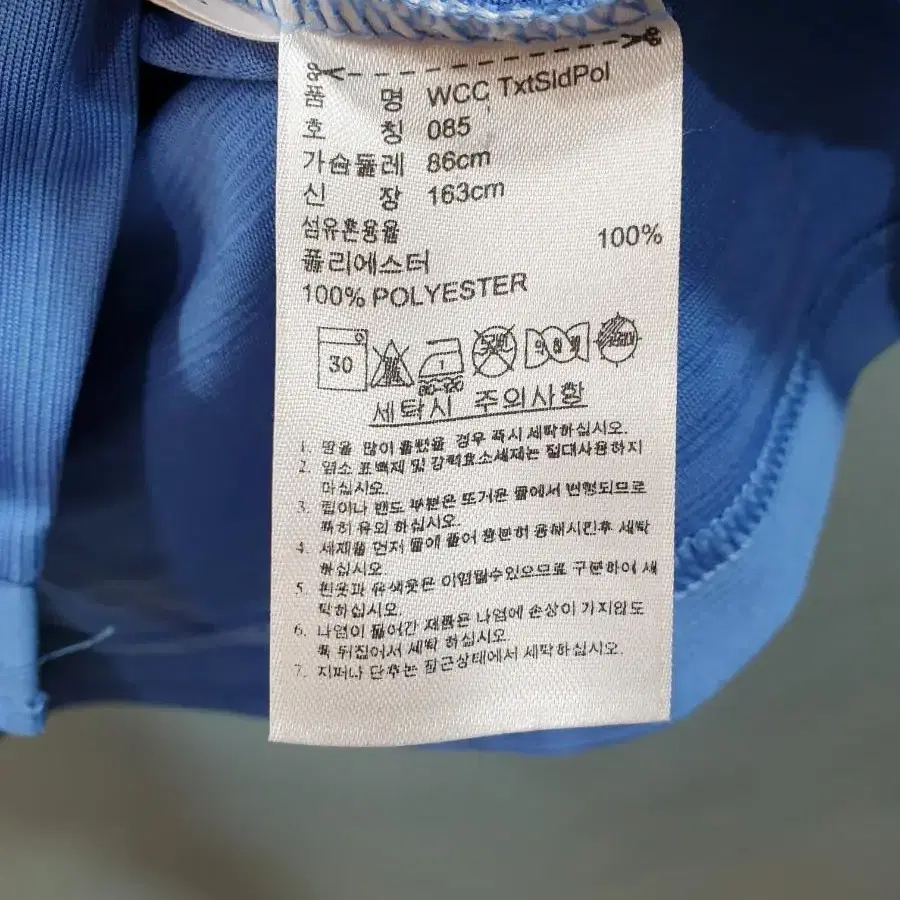 품 명 WCC TxtSldPol
호 칭 085
가슴둘레 86cm
신 장 163cm
섬유혼용율
폴리에스터 100%
100% POLYESTER
30
세탁시 주의사항
1. 땀을 많이 흘렸을 경우 즉시 세탁하십시오.
2. 염소 표백제 및 강력효소세제는 절대사용하지
마십시오.
3. 립이나 밴드 부분은 뜨거운 물에서 변형되므로
특히 유의 하십시오.
4. 세제를 먼저 물에 풀어 충분히 용해시킨후 세탁
하십시오
5. 흰옷과 유색옷은 이염될수있으므로 구분하여 세
탁하십시오.
6. 나염이 들어간 제품은 나염에 손상이 가지않도
록 뒤집어서 세탁 하십시오.
7. 지퍼나 단추는 잠근상태에서 세탁하십시오.